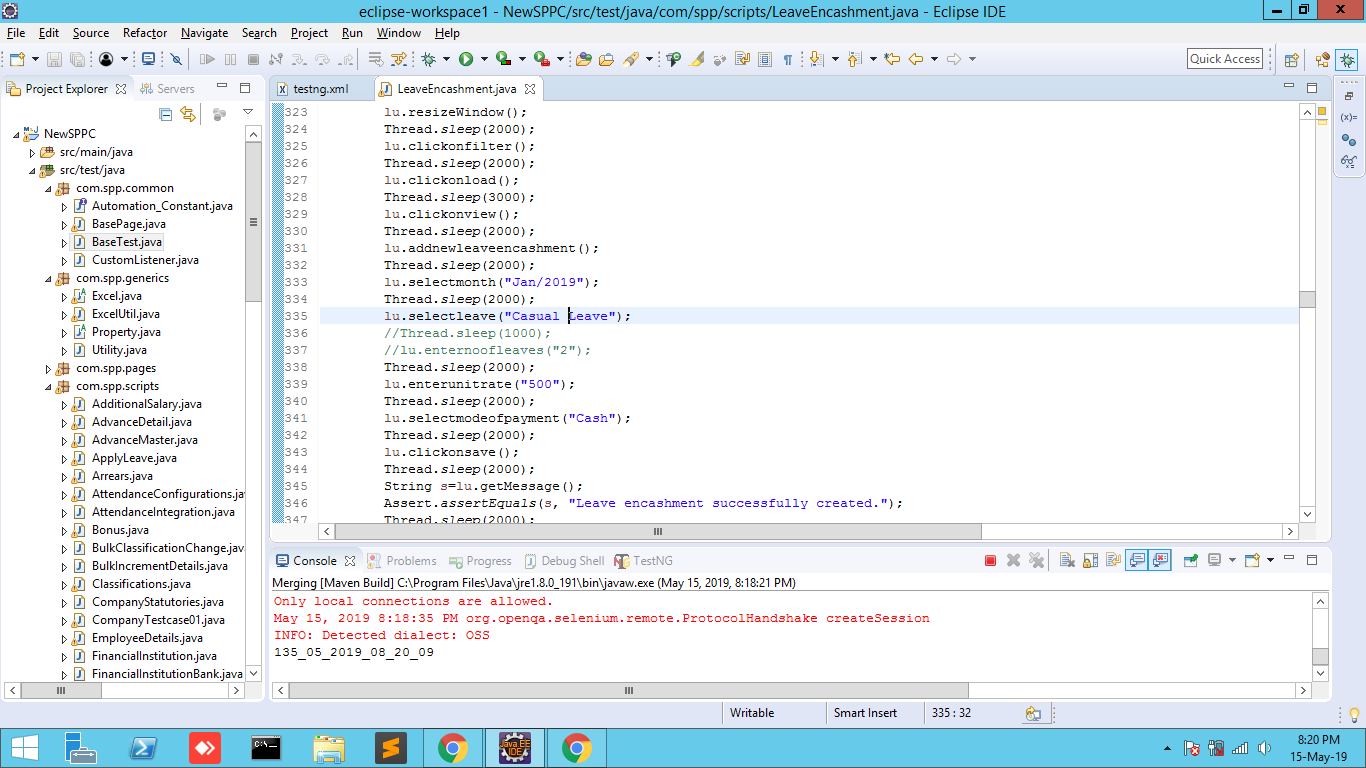 eclipse-workspace1 - NewSPPC/src/test/java/com/spp/scripts/LeaveEncashment.java - Eclipse IDE
File Edit Source Refactor Navigate Search Project Run Window Help
Quick Access
Project Explorer Servers
NewSPPC
src/main/java
src/test/java
com.spp.common
Automation_Constant.java
BasePage.java
BaseTest.java
CustomListener.java
com.spp.generics
Excel.java
ExcelUtil.java
Property.java
Utility.java
com.spp.pages
com.spp.scripts
AdditionalSalary.java
AdvanceDetail.java
AdvanceMaster.java
ApplyLeave.java
Arrears.java
AttendanceConfigurations.ja
AttendanceIntegration.java
Bonus.java
BulkClassificationChange.java
BulkIncrementDetails.java
Classifications.java
CompanyStatutories.java
CompanyTestcase01.java
EmployeeDetails.java
FinancialInstitution.java
FinancialInstitutionBank.java
testng.xml LeaveEncashment.java
323 lu.resizeWindow();
324 Thread.sleep(2000);
325 lu.clickonfilter();
326 Thread.sleep(2000);
327 lu.clickonload();
328 Thread.sleep(3000);
329 lu.clickonview();
330 Thread.sleep(2000);
331 lu.addnewleaveencashment();
332 Thread.sleep(2000);
333 lu.selectmonth("Jan/2019");
334 Thread.sleep(2000);
335 lu.selectleave("Casual Leave");
336 //Thread.sleep(1000);
337 //lu.enternoofleaves("2");
338 Thread.sleep(2000);
339 lu.enterunitrate("500");
340 Thread.sleep(2000);
341 lu.selectmodeofpayment("Cash");
342 Thread.sleep(2000);
343 lu.clickonsave();
344 Thread.sleep(2000);
345 String s=lu.getMessage();
346 Assert.assertEquals(s, "Leave encashment successfully created.");
347 Thread.sleep(2000);
Console Problems Progress Debug Shell TestNG
Merging [Maven Build] C:\Program Files\Java\jre1.8.0_191\bin\javaw.exe (May 15, 2019, 8:18:21 PM)
Only local connections are allowed.
May 15, 2019 8:18:35 PM org.openqa.selenium.remote.ProtocolHandshake createSession
INFO: Detected dialect: OSS
135_05_2019_08_20_09
Writable Smart Insert 335 : 32
Java EE
IDE
8:20 PM
15-May-19